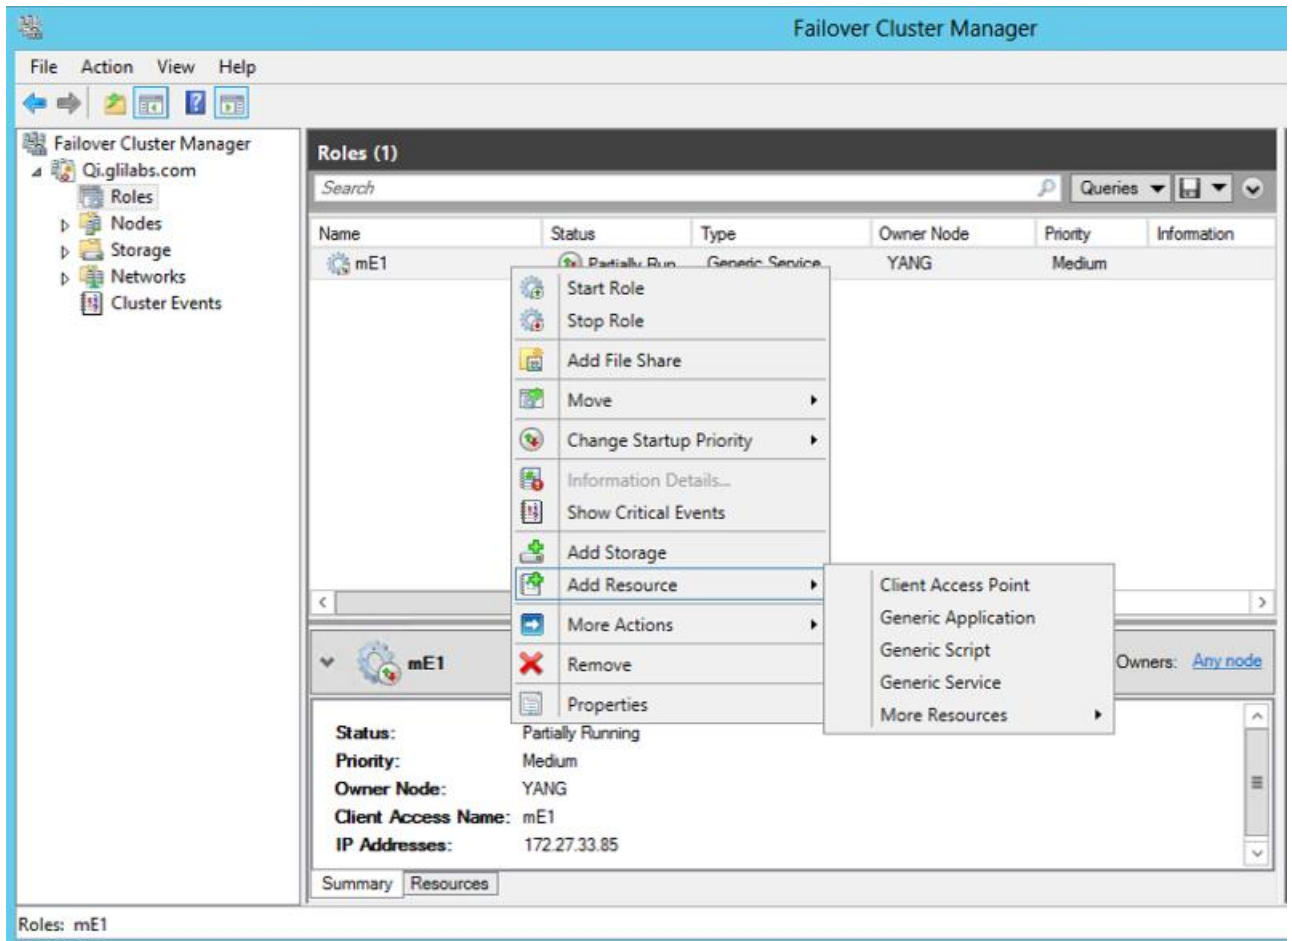 Failover Cluster Manager
File Action View Help
Failover Cluster Manager
Qi.glilabs.com
Roles
Nodes
Storage
Networks
Cluster Events
Roles (1)
Search
Queries
Name Status Type Owner Node Priority Information
mE1 Partially Run Generic Service YANG Medium
Start Role
Stop Role
Add File Share
Move
Change Startup Priority
Information Details...
Show Critical Events
Add Storage
Add Resource
More Actions
Remove
Properties
Client Access Point
Generic Application
Generic Script
Generic Service
More Resources
mE1
Owners: Any node
Status: Partially Running
Priority: Medium
Owner Node: YANG
Client Access Name: mE1
IP Addresses: 172.27.33.85
Summary Resources
Roles: mE1